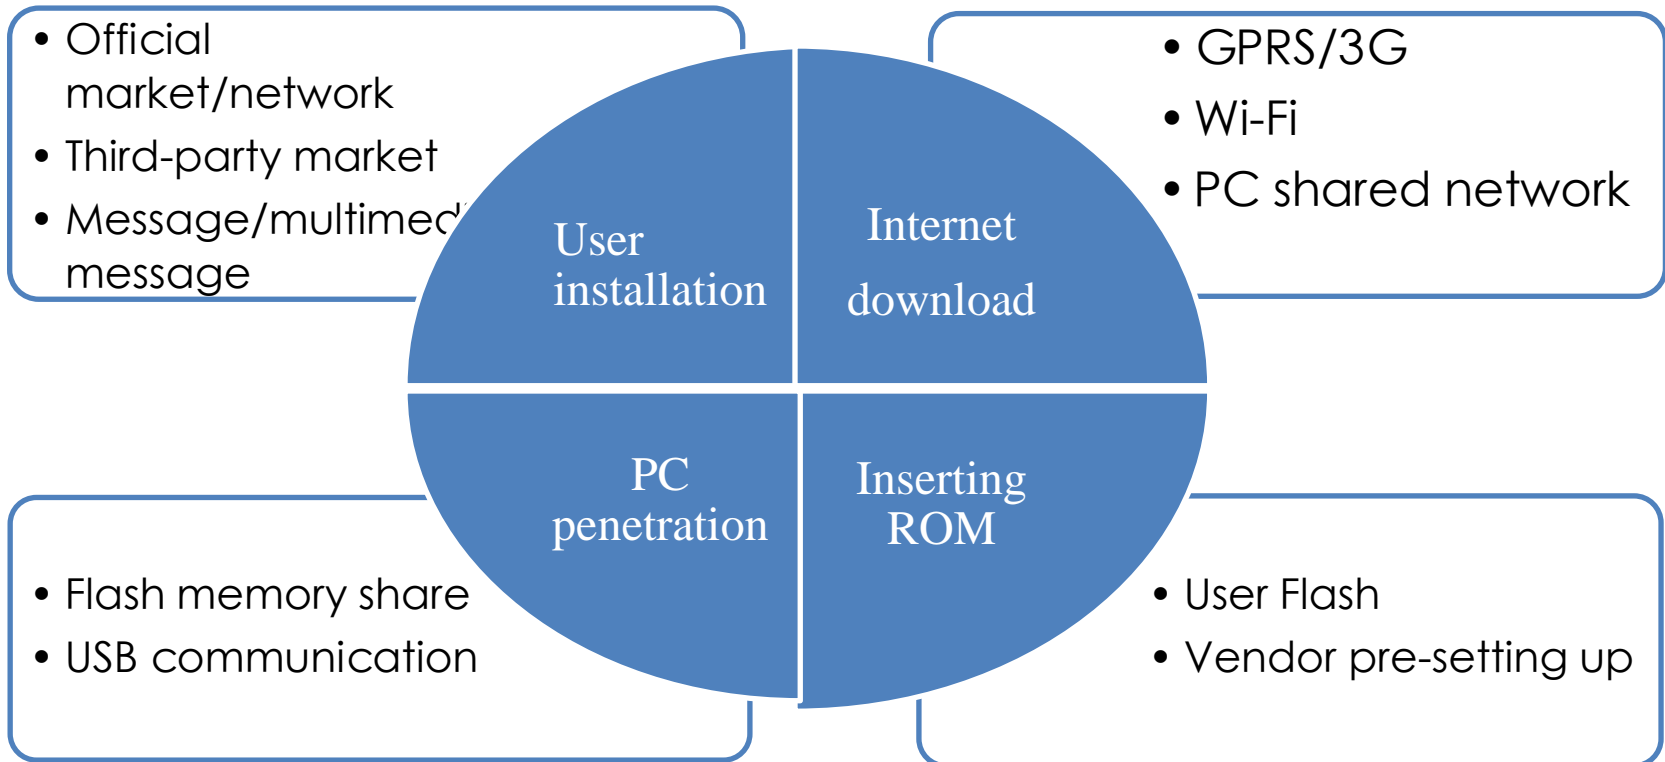 • Official
market/network
• Third-party market
• Message/multimed
message
• GPRS/3G
• Wi-Fi
• PC shared network
User
installation
Internet
download
PC
penetration
Inserting
ROM
• Flash memory share
• USB communication
• User Flash
• Vendor pre-setting up